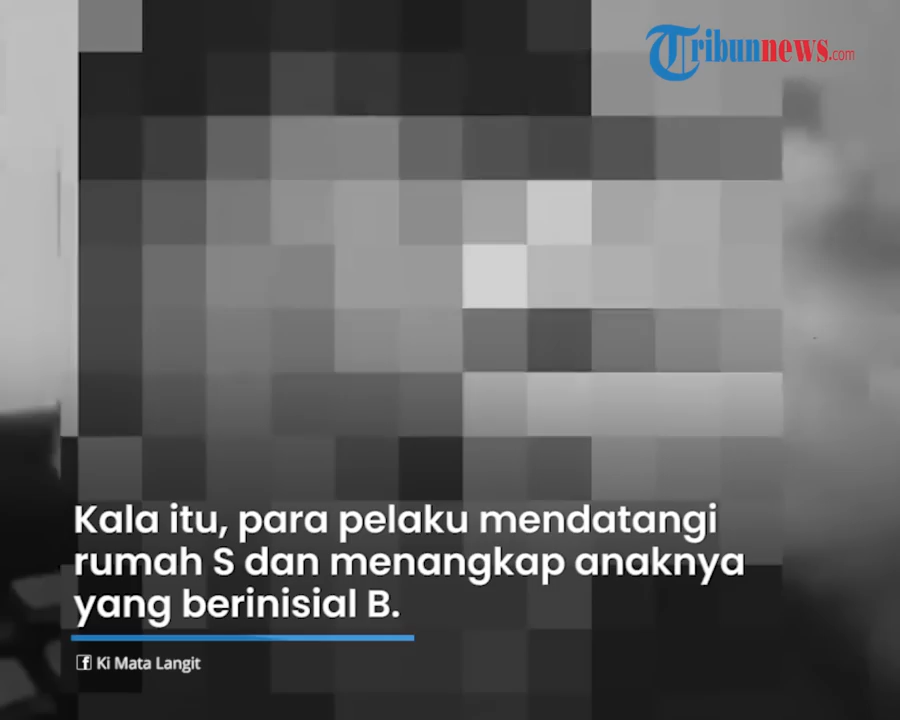 Tribunnews.com
Kala itu, para pelaku mendatangi
rumah S dan menangkap anaknya
yang berinisial B.
Ki Mata Langit